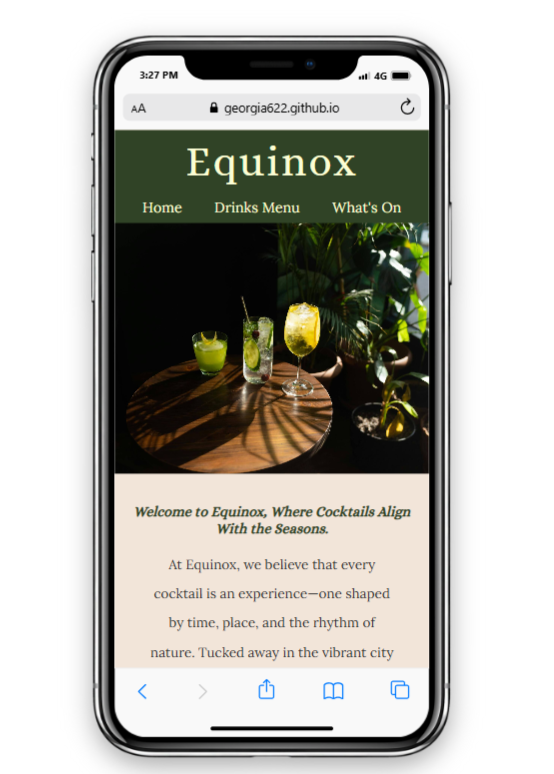 3:27 PM 4G
AA georgia622.github.io
Equinox
Home Drinks Menu What's On
Welcome to Equinox, Where Cocktails Align
With the Seasons.
At Equinox, we believe that every
cocktail is an experience—one shaped
by time, place, and the rhythm of
nature. Tucked away in the vibrant city